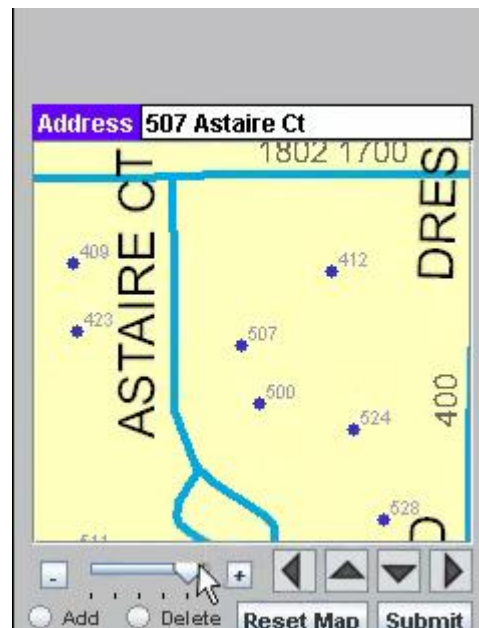 Address 507 Astaire Ct
1802 1700
ASTAIRE CT
DRES
409
412
423
507
500
524
400
528
511
D
- +
Add Delete Reset Map Submit